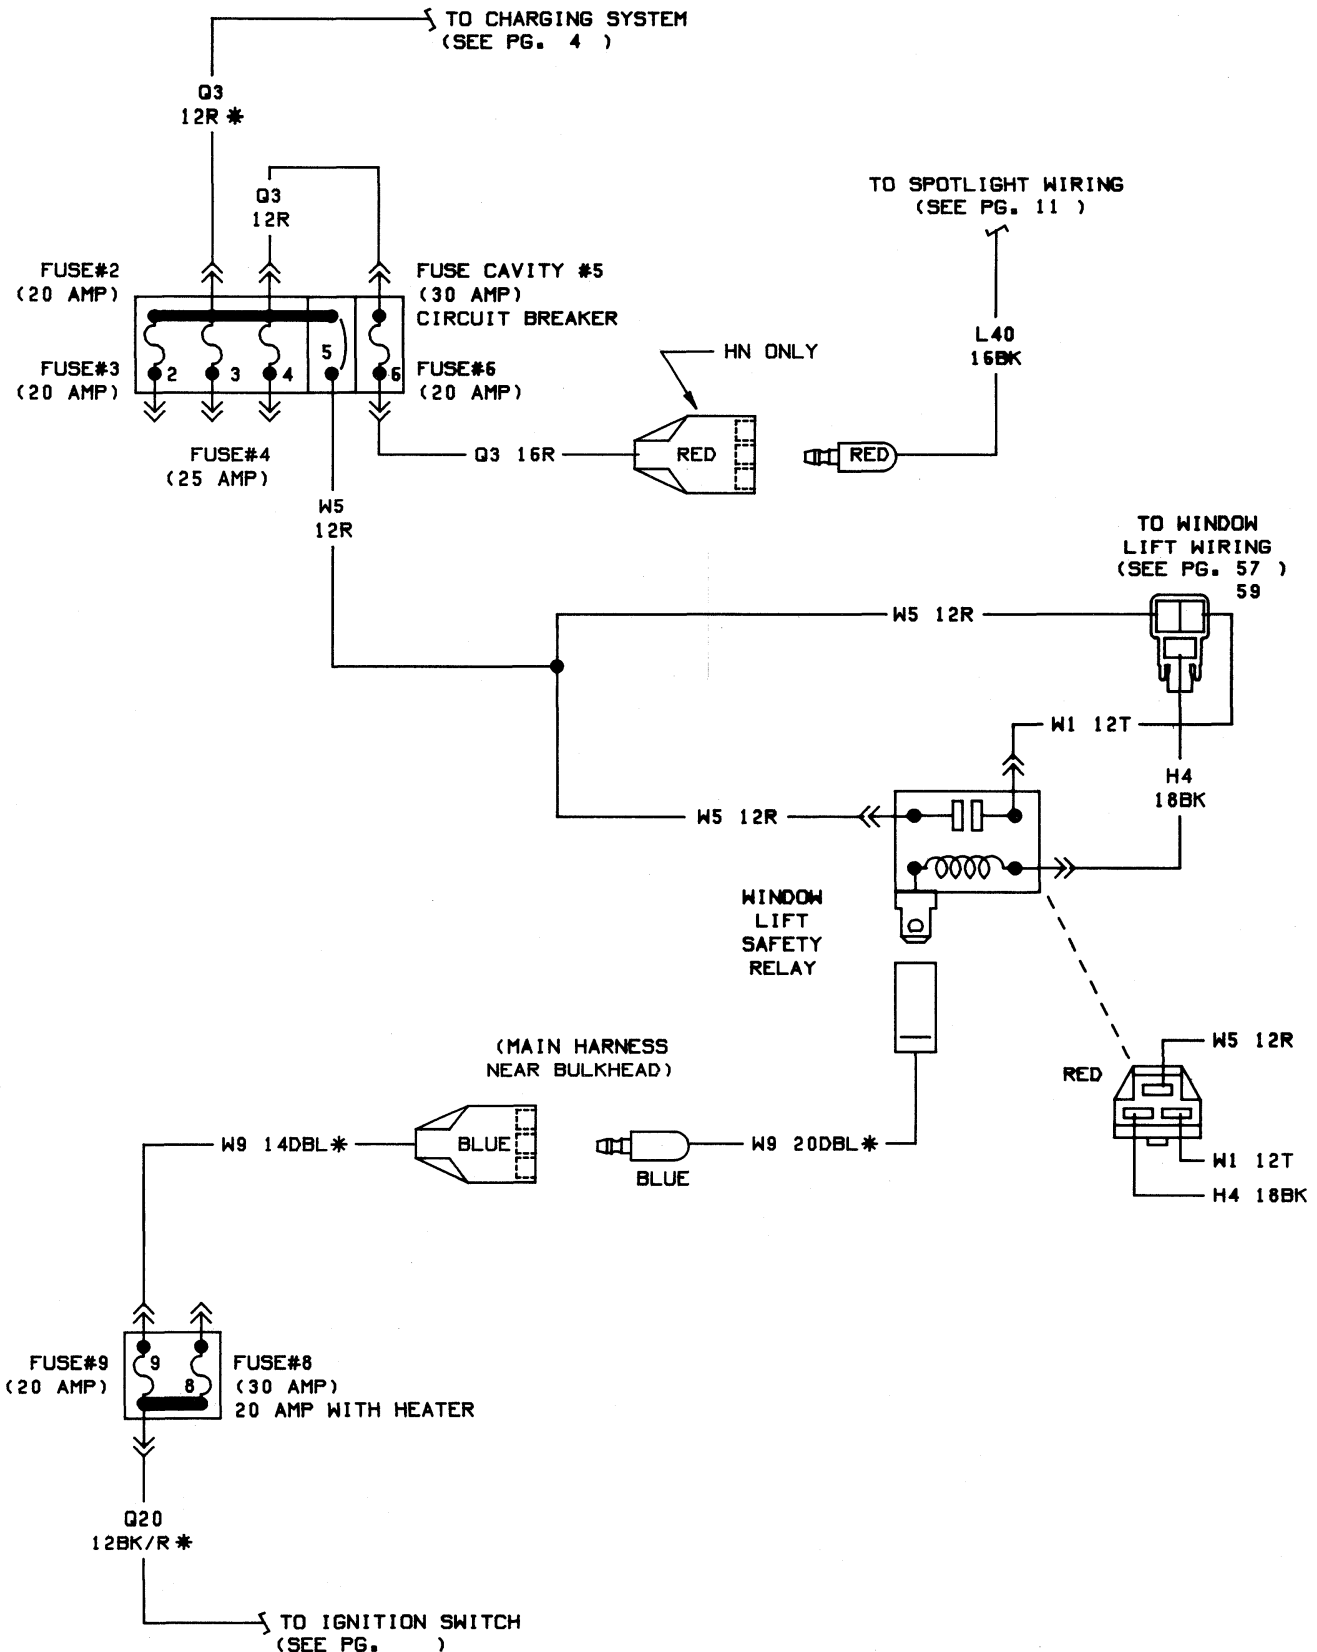 TO CHARGING SYSTEM
(SEE PG. 4 )
Q3
12R*
Q3
12R
TO SPOTLIGHT WIRING
(SEE PG. 11 )
FUSE#2
(20 AMP)
FUSE CAVITY #5
(30 AMP)
CIRCUIT BREAKER
L40
16BK
HN ONLY
5
FUSE#3
(20 AMP)
2
3
4
6
FUSE#6
(20 AMP)
FUSE#4
(25 AMP)
Q3 16R
RED
RED
W5
12R
TO WINDOW
LIFT WIRING
(SEE PG. 57 )
59
W5 12R
W1 12T
H4
18BK
W5 12R
WINDOW
LIFT
SAFETY
RELAY
(MAIN HARNESS
NEAR BULKHEAD)
W5 12R
RED
W9 14DBL*
BLUE
BLUE
W9 20DBL*
W1 12T
H4 18BK
FUSE#9
(20 AMP)
9
8
FUSE#8
(30 AMP)
20 AMP WITH HEATER
Q20
12BK/R*
TO IGNITION SWITCH
(SEE PG. )